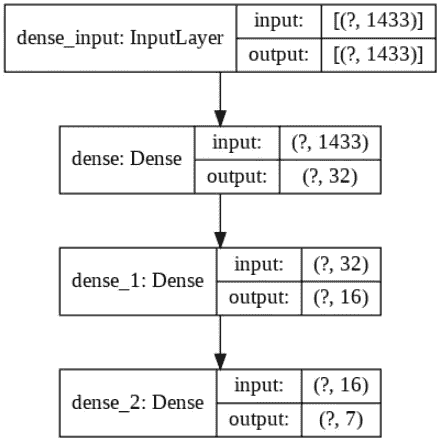 dense_input: InputLayer
input: [(?, 1433)]
output: [(?, 1433)]
dense: Dense
input: (?, 1433)
output: (?, 32)
dense_1: Dense
input: (?, 32)
output: (?, 16)
dense_2: Dense
input: (?, 16)
output: (?, 7)